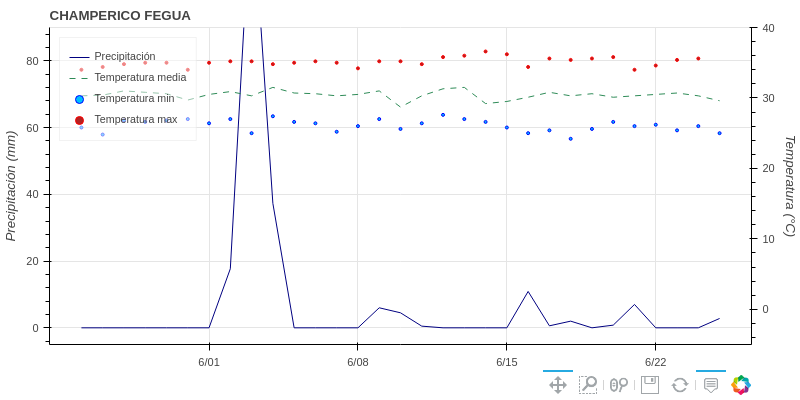 CHAMPERICO FEGUA
Precipitación
Temperatura media
Temperatura min
Temperatura max
Precipitación (mm)
80
60
40
20
0
Temperatura (°C)
40
30
20
10
0
6/01
6/08
6/15
6/22